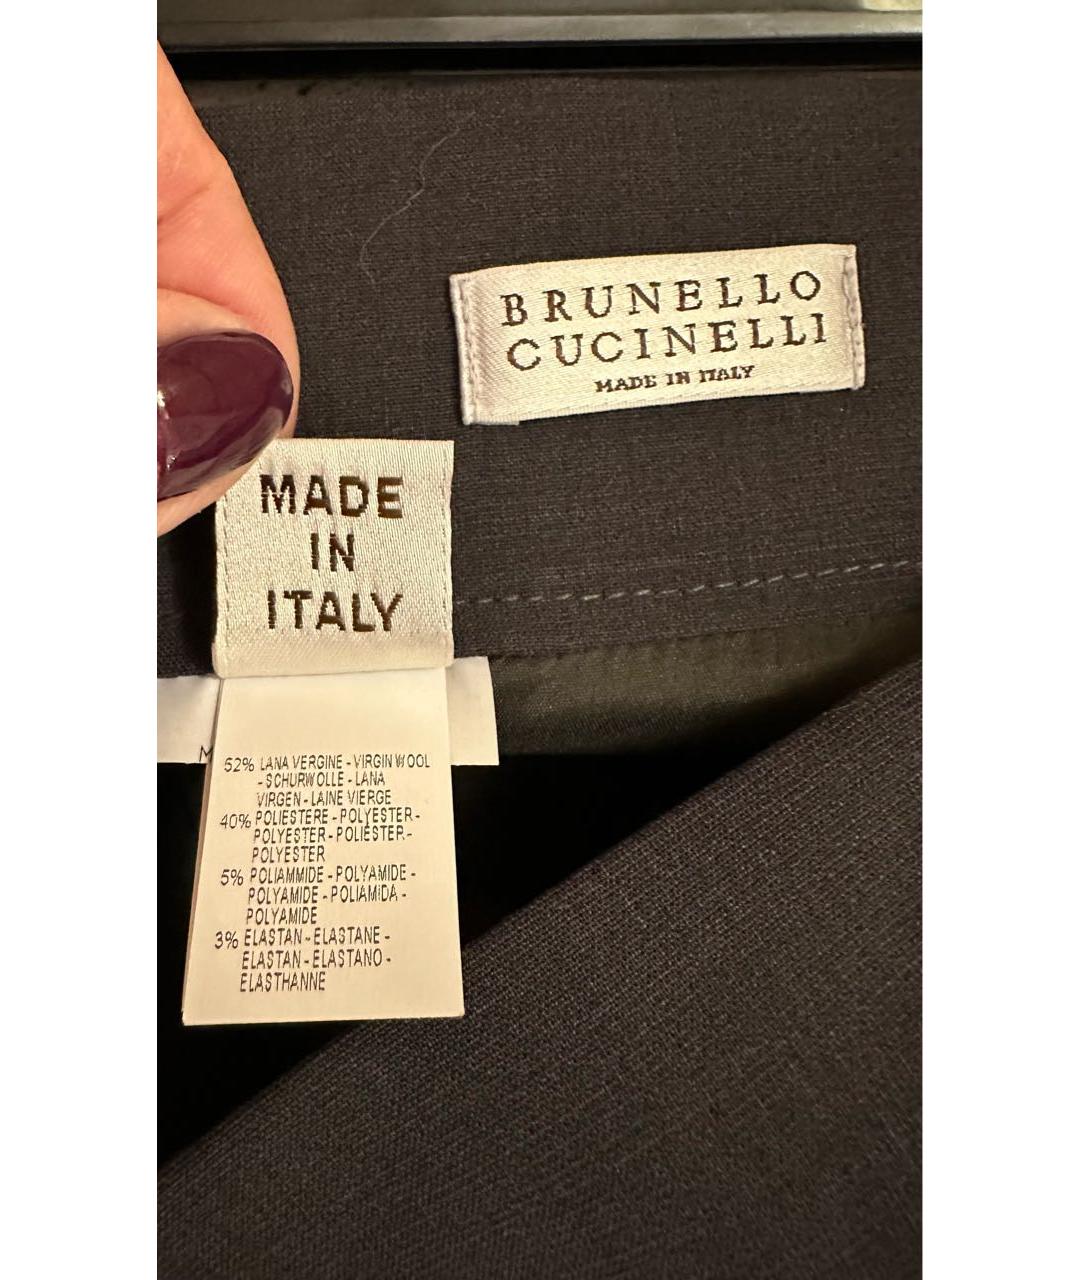 BRUNELLO
CUCINELLI
MADE IN ITALY
MADE
IN
ITALY
M
52% LANA VERGINE - VIRGIN WOOL
- SCHURWOLLE - LANA
VIRGEN - LAINE VIERGE
40% POLIESTERE - POLYESTER -
POLYESTER - POLIÉSTER -
POLYESTER
5% POLIAMMIDE - POLYAMIDE -
POLYAMIDE - POLIAMIDA -
POLYAMIDE
3% ELASTAN - ELASTANE -
ELASTAN - ELASTANO -
ELASTHANNE